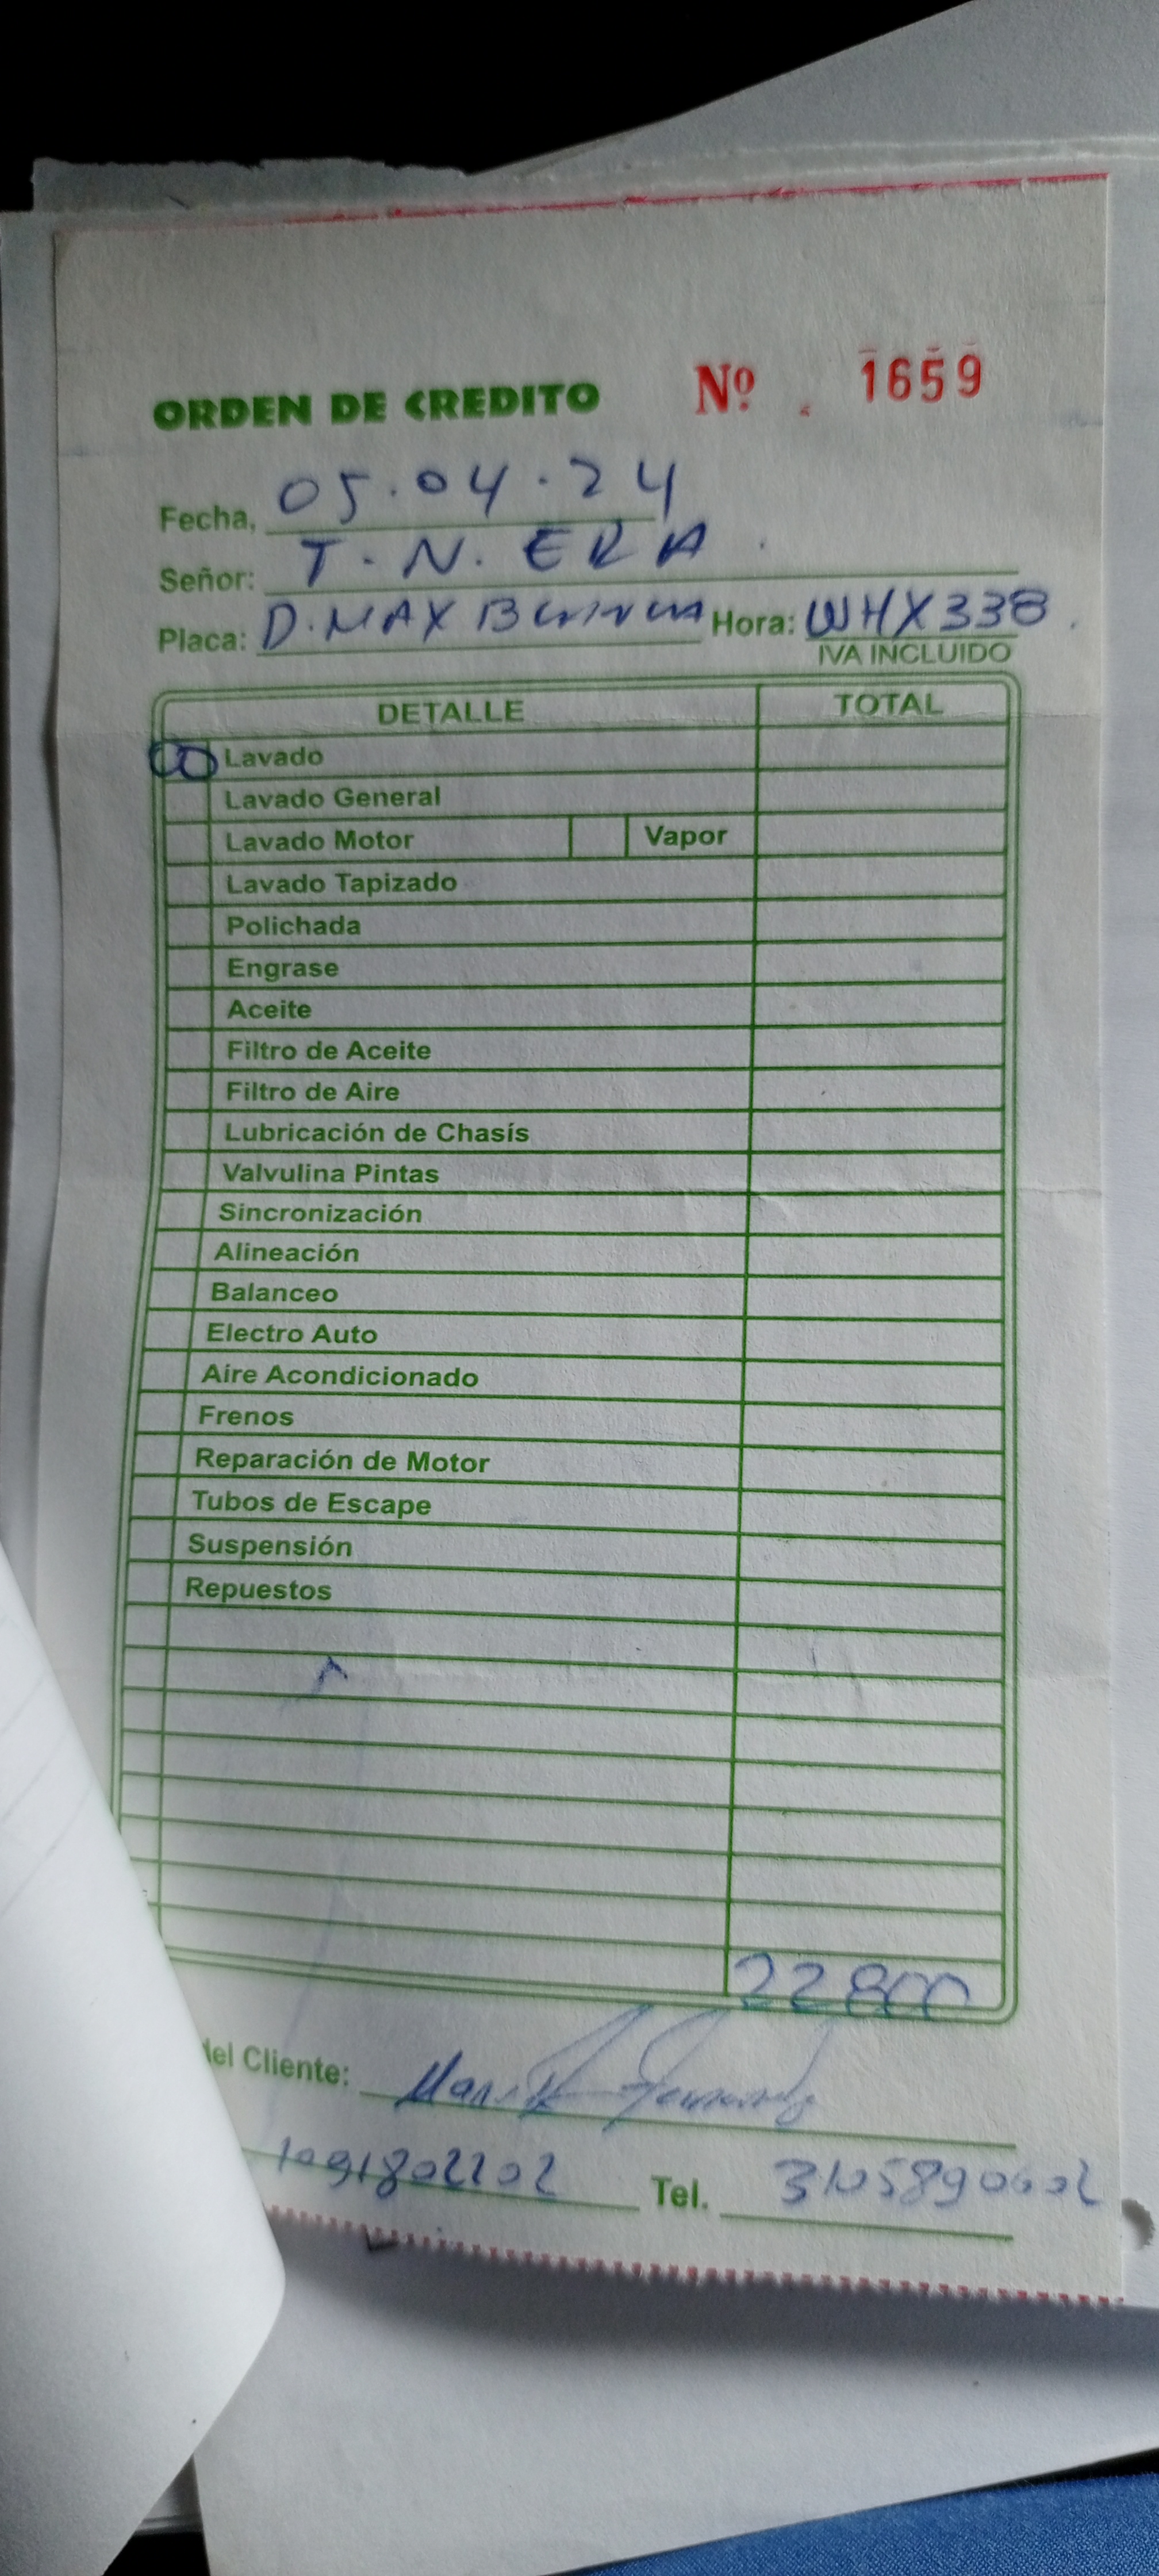 ORDEN DE CREDITO Nº 1659
Fecha, 05.04.24
Señor: T.N. ERA
Placa: D.MAX Hora: WHX338
IVA INCLUIDO
DETALLE TOTAL
Lavado
Lavado General
Lavado Motor Vapor
Lavado Tapizado
Polichada
Engrase
Aceite
Filtro de Aceite
Filtro de Aire
Lubricación de Chasís
Valvulina Pintas
Sincronización
Alineación
Balanceo
Electro Auto
Aire Acondicionado
Frenos
Reparación de Motor
Tubos de Escape
Suspensión
Repuestos
22800
del Cliente:
1091802202 Tel.